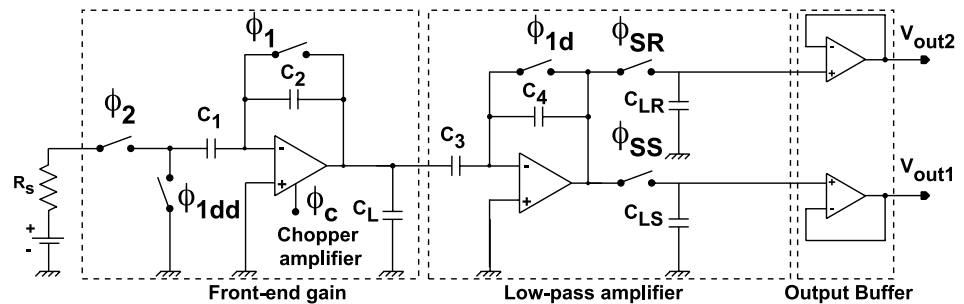 ϕ1
C2
ϕ2
C1
Rs
+
-
ϕ1dd
-
+
ϕc
Chopper
amplifier
CL
Front-end gain
C3
ϕ1d
C4
-
+
ϕSR
CLR
ϕSS
CLS
Low-pass amplifier
-
+
Vout2
+
-
Vout1
Output Buffer